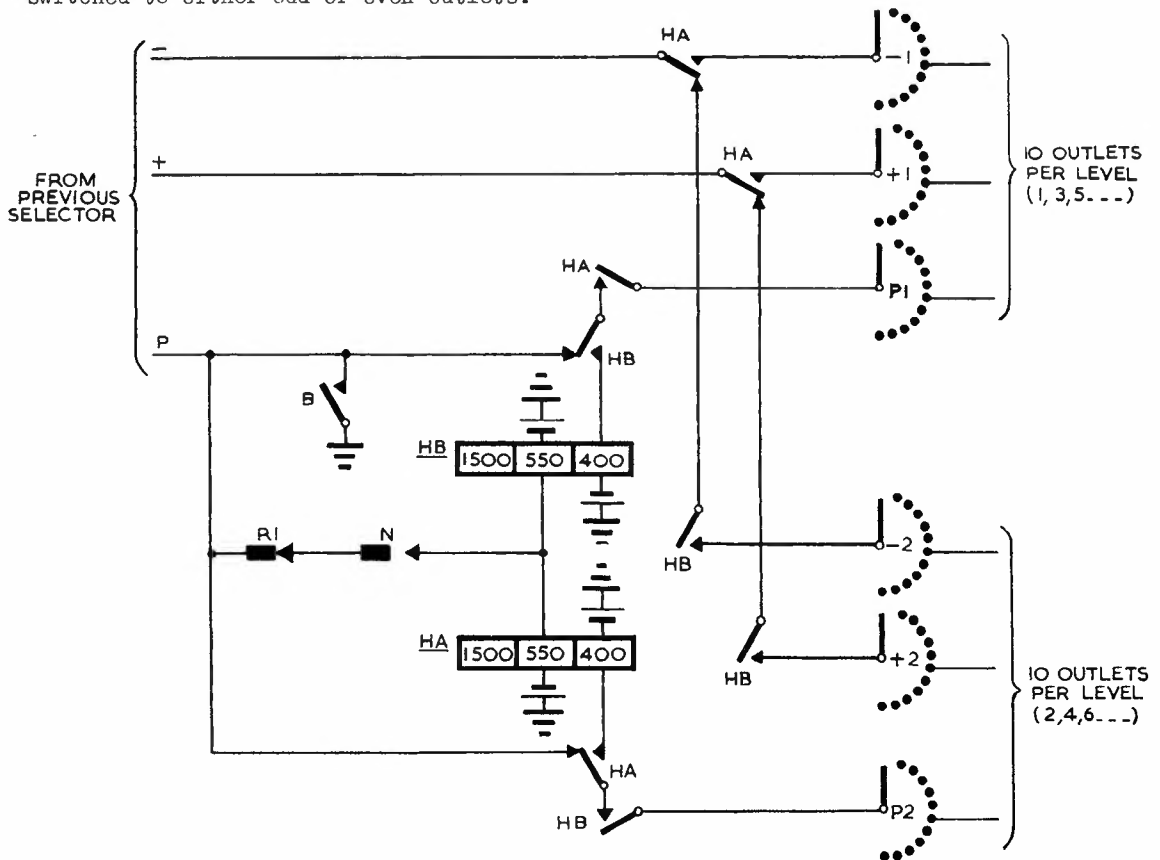 switched to either odd or even outlets.
HA
−
−1
HA
+
+1
10 OUTLETS
PER LEVEL
(1, 3, 5---)
FROM
PREVIOUS
SELECTOR
HA
P1
P
HB
B
HB
1500 550 400
R1
N
-2
HB
HA
1500 550 400
+2
HB
10 OUTLETS
PER LEVEL
(2,4,6---)
HA
HB
P2